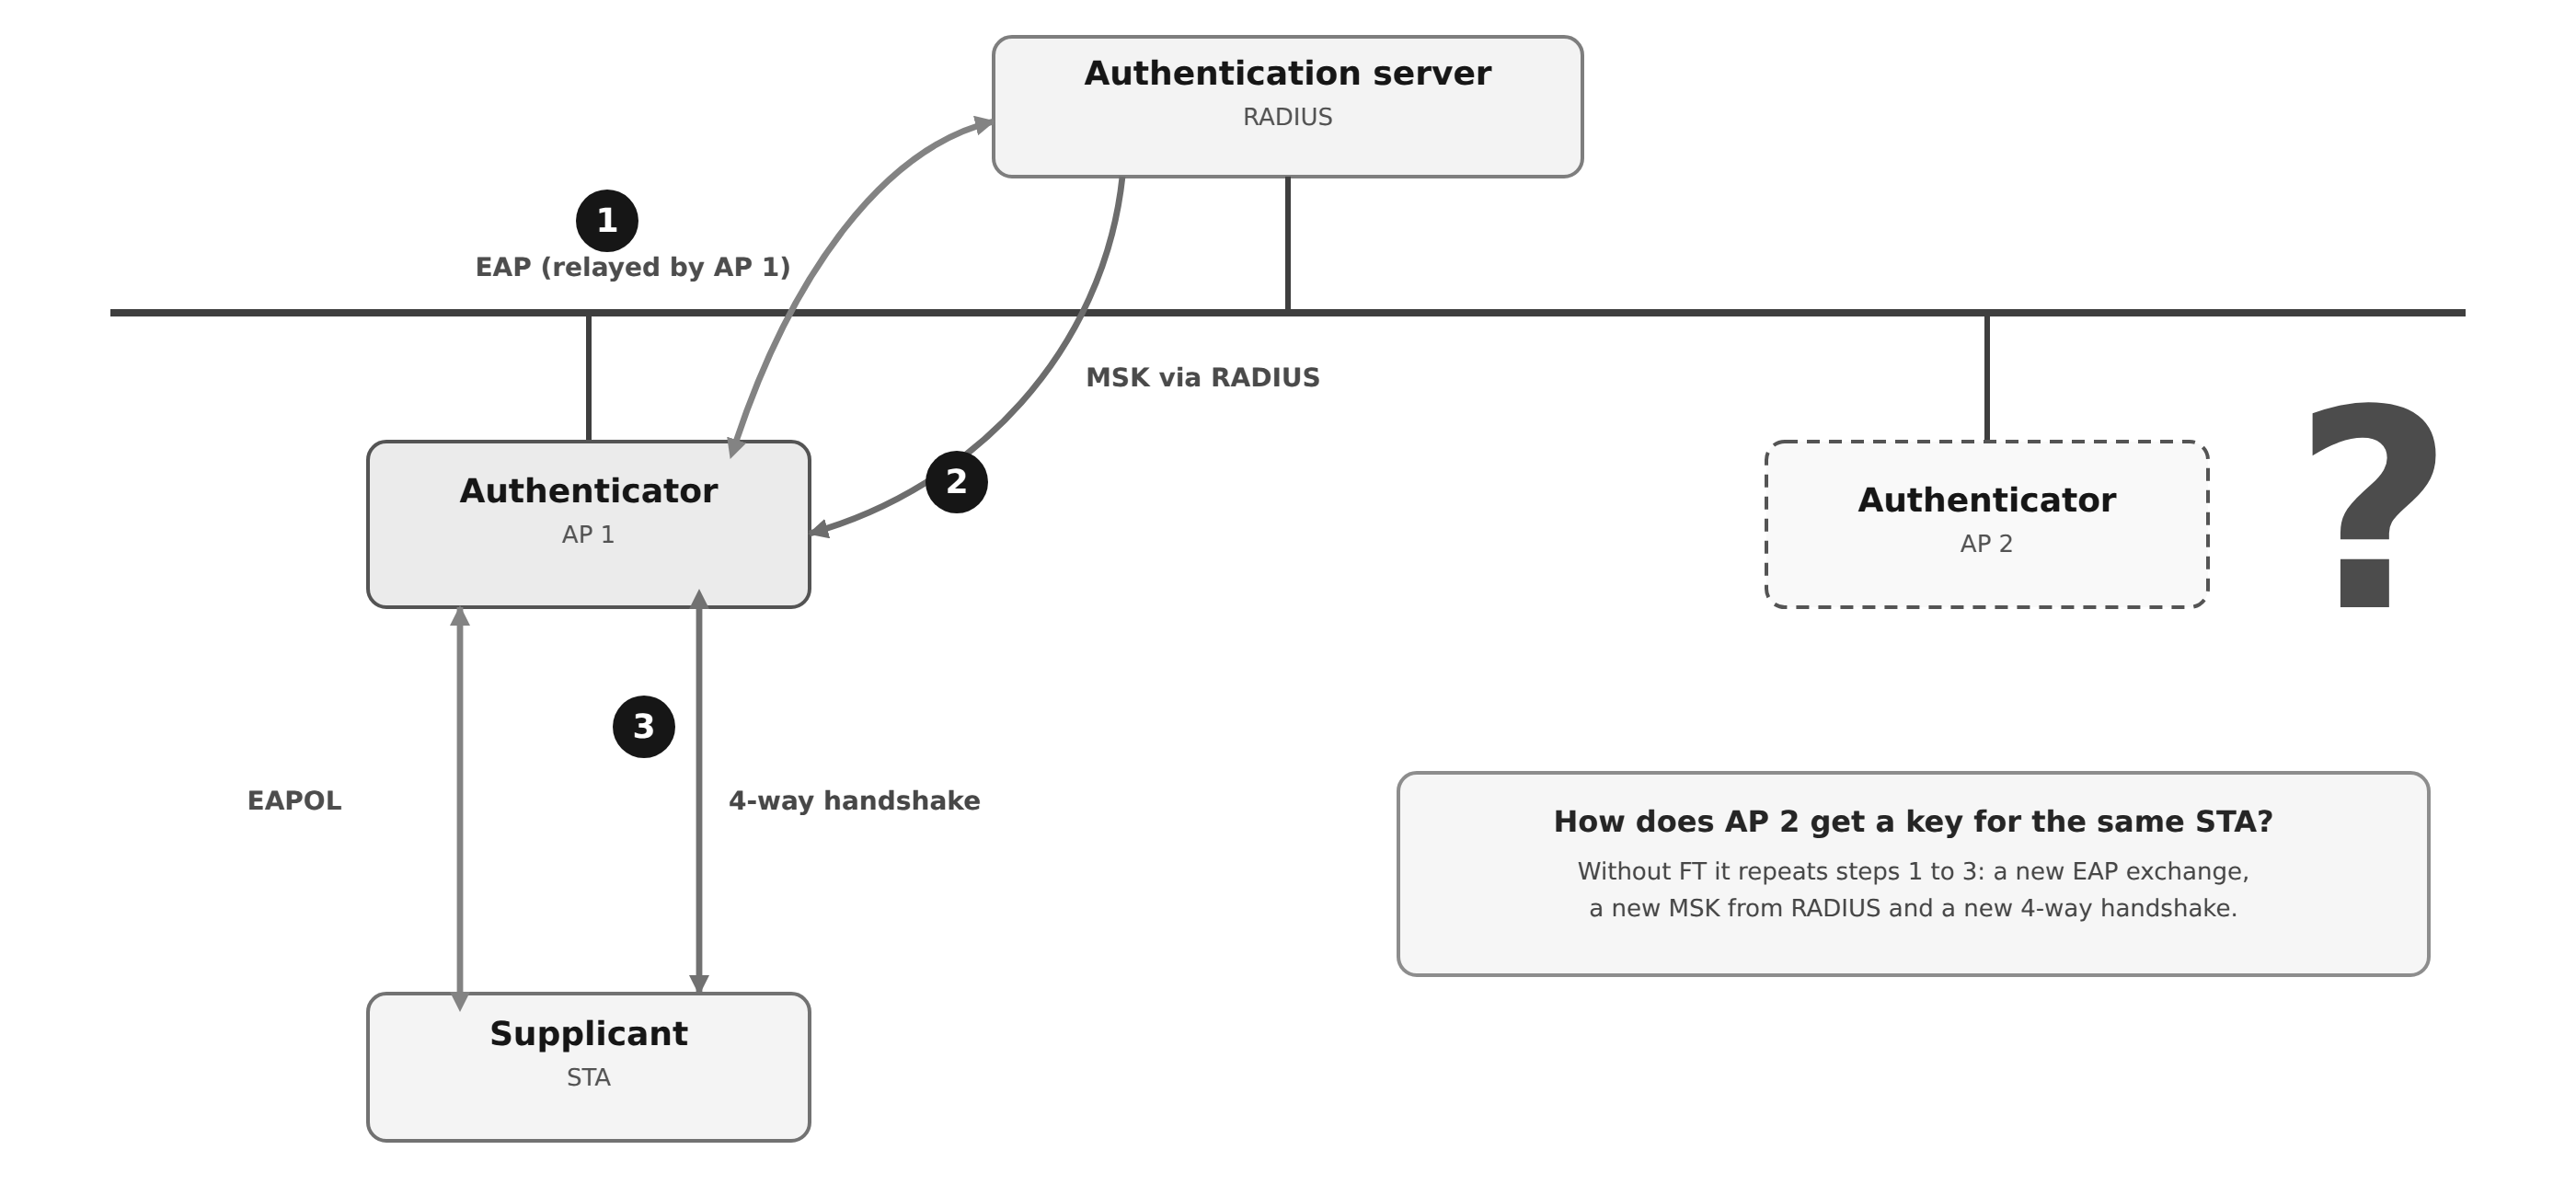 Authentication server
RADIUS
1
EAP (relayed by AP 1)
MSK via RADIUS
2
Authenticator
AP 1
Authenticator
AP 2
?
3
EAPOL
4-way handshake
How does AP 2 get a key for the same STA?
Without FT it repeats steps 1 to 3: a new EAP exchange,
a new MSK from RADIUS and a new 4-way handshake.
Supplicant
STA